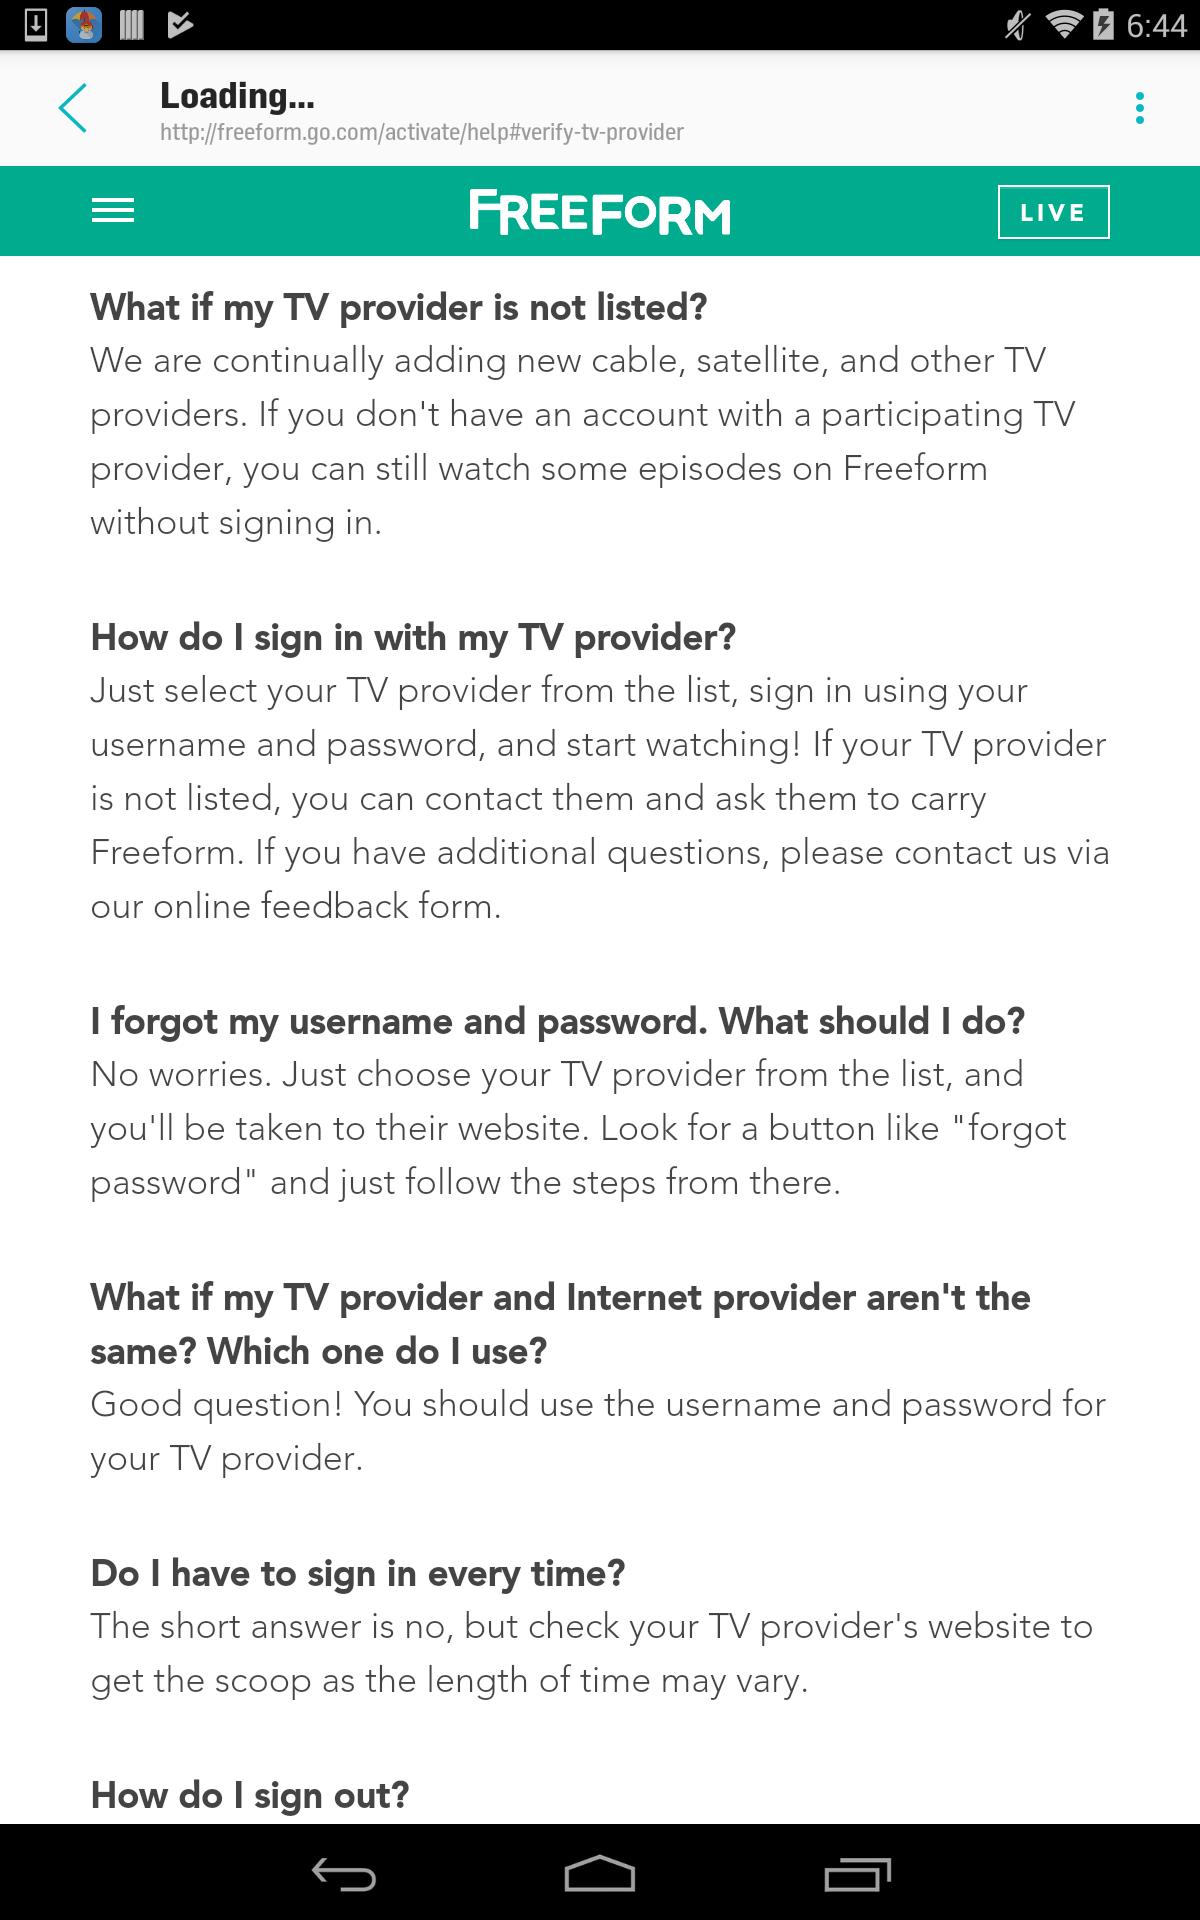 6:44
Loading...
http://freeform.go.com/activate/help#verify-tv-provider
FREEFORM
LIVE
What if my TV provider is not listed?
We are continually adding new cable, satellite, and other TV
providers. If you don't have an account with a participating TV
provider, you can still watch some episodes on Freeform
without signing in.
How do I sign in with my TV provider?
Just select your TV provider from the list, sign in using your
username and password, and start watching! If your TV provider
is not listed, you can contact them and ask them to carry
Freeform. If you have additional questions, please contact us via
our online feedback form.
I forgot my username and password. What should I do?
No worries. Just choose your TV provider from the list, and
you'll be taken to their website. Look for a button like "forgot
password" and just follow the steps from there.
What if my TV provider and Internet provider aren't the
same? Which one do I use?
Good question! You should use the username and password for
your TV provider.
Do I have to sign in every time?
The short answer is no, but check your TV provider's website to
get the scoop as the length of time may vary.
How do I sign out?